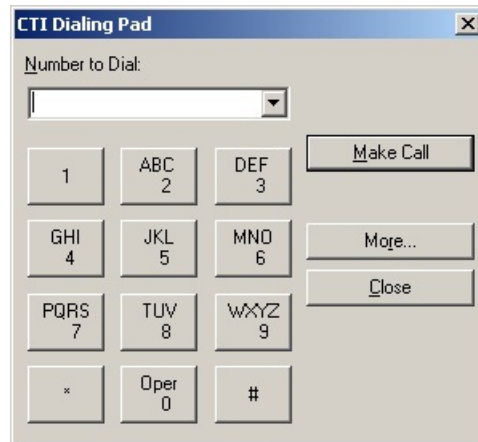 CTI Dialing Pad
Number to Dial:
Make Call
1
ABC
2
DEF
3
GHI
4
JKL
5
MNO
6
More...
Close
PQRS
7
TUV
8
WXYZ
9
*
Oper
0
#